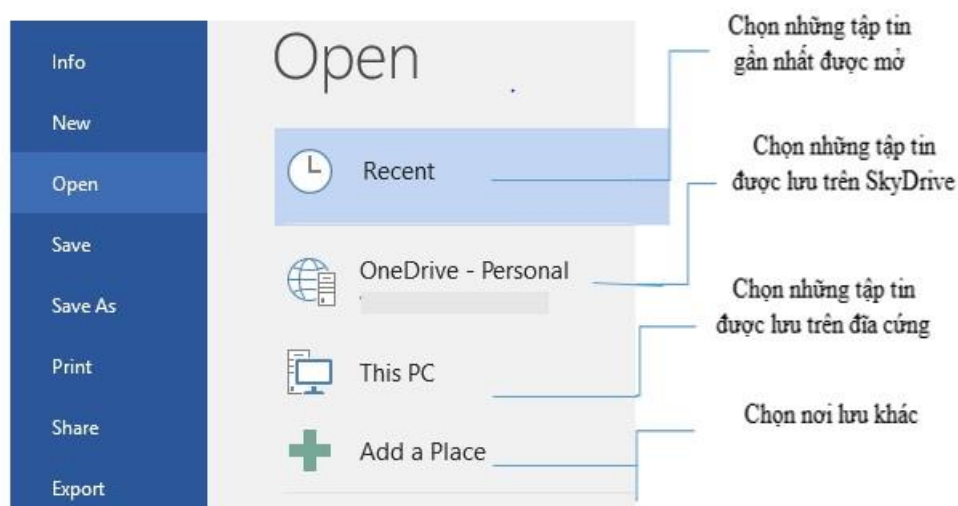 Info
New
Open
Save
Save As
Print
Share
Export
Open
Recent
OneDrive - Personal
This PC
Add a Place
Chọn những tập tin
gần nhất được mở
Chọn những tập tin
được lưu trên SkyDrive
Chọn những tập tin
được lưu trên đĩa cứng
Chọn nơi lưu khác